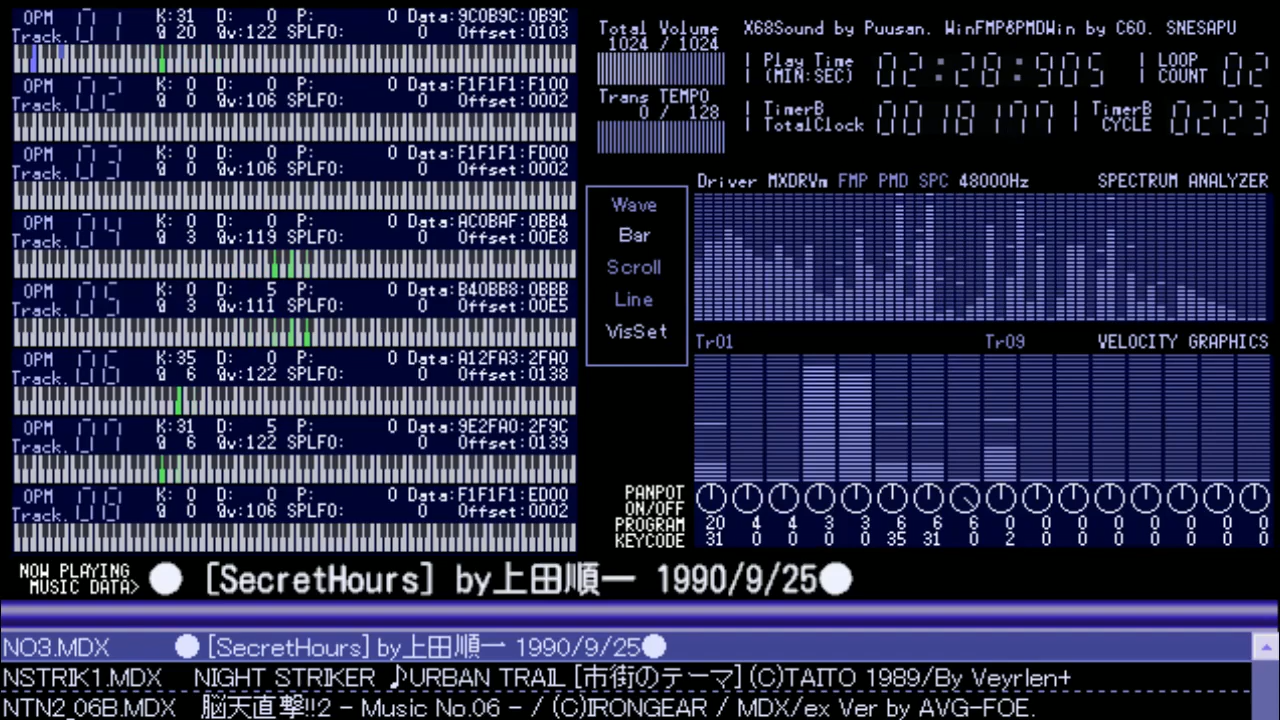 OPM K:31 D: 0 P: 0 Data:9C0B9C:0B9C
Track.01 @ 20 @v:122 SPLFO: 0 Offset:0103
OPM K: 0 D: 0 P: 0 Data:F1F1F1:F100
Track.02 @ 0 @v:106 SPLFO: 0 Offset:0002
OPM K: 0 D: 0 P: 0 Data:F1F1F1:FD00
Track.03 @ 0 @v:106 SPLFO: 0 Offset:0002
OPM K: 0 D: 0 P: 0 Data:AC0BAF:0BB4
Track.04 @ 3 @v:119 SPLFO: 0 Offset:00E8
OPM K: 0 D: 5 P: 0 Data:B40BB8:0BBB
Track.05 @ 3 @v:111 SPLFO: 0 Offset:00E5
OPM K:35 D: 0 P: 0 Data:A12FA3:2FA0
Track.06 @ 6 @v:122 SPLFO: 0 Offset:0138
OPM K:31 D: 5 P: 0 Data:9E2FA0:2F9C
Track.07 @ 6 @v:122 SPLFO: 0 Offset:0139
OPM K: 0 D: 0 P: 0 Data:F1F1F1:ED00
Track.08 @ 0 @v:106 SPLFO: 0 Offset:0002
Total Volume
1024 / 1024
Trans TEMPO
0 / 128
X68Sound by Puusan. WinFMP&PMDWin by C60. SNESAPU
Play Time
(MIN:SEC) 02:28:905 LOOP
COUNT 02
TimerB
TotalClock 0018177 TimerB
CYCLE 0223
Wave
Bar
Scroll
Line
VisSet
Driver MXDRVm FMP PMD SPC 48000Hz SPECTRUM ANALYZER
Tr01 Tr09 VELOCITY GRAPHICS
PANPOT
ON/OFF
PROGRAM 20 4 4 3 3 6 6 6 0 0 0 0 0 0 0 0
KEYCODE 31 0 0 0 0 35 31 0 2 0 0 0 0 0 0 0
NOW PLAYING
MUSIC DATA> ● [SecretHours] by上田順一 1990/9/25●
NO3.MDX ● [SecretHours] by上田順一 1990/9/25●
NSTRIK1.MDX NIGHT STRIKER ♪URBAN TRAIL [市街のテーマ] (C)TAITO 1989/By Veyrlen+
NTN2_06B.MDX 脳天直撃!!2 - Music No.06 - / (C)IRONGEAR / MDX/ex Ver by AVG-FOE.